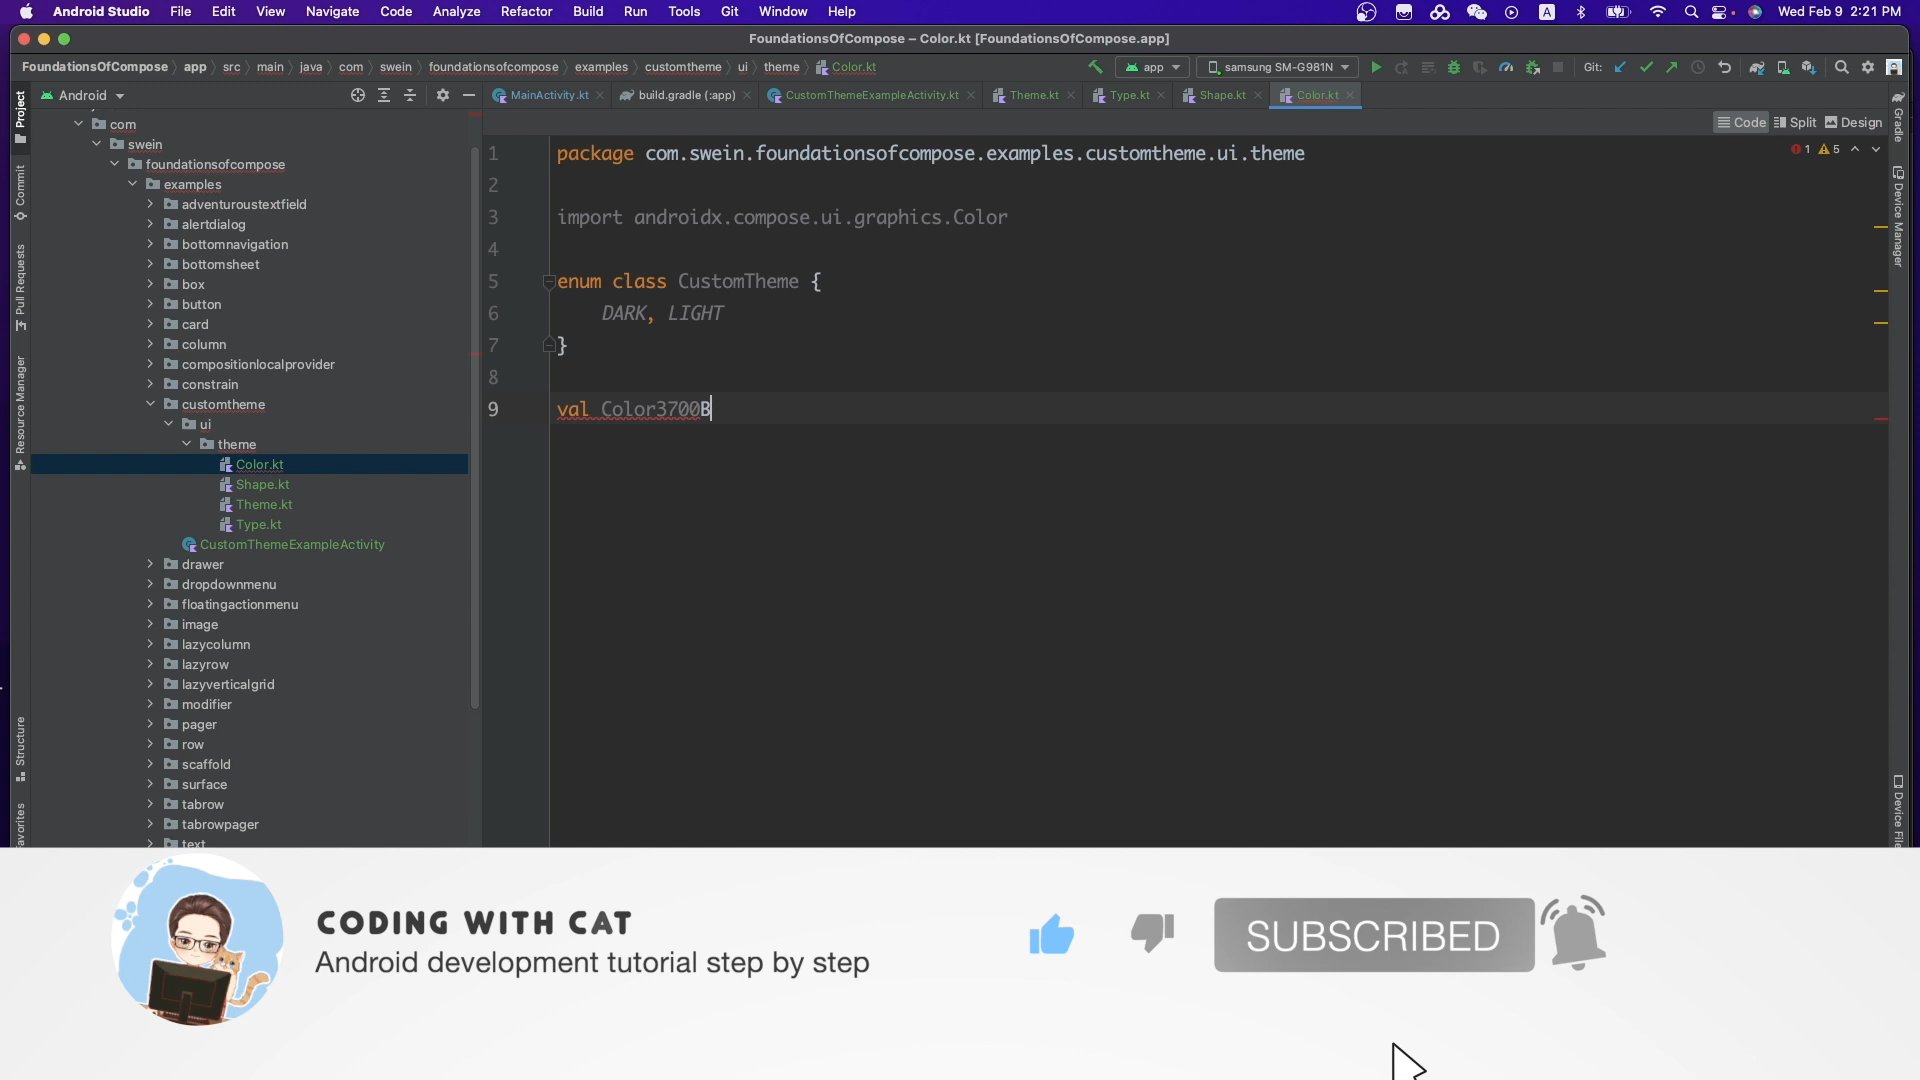 Android Studio File Edit View Navigate Code Analyze Refactor Build Run Tools Git Window Help A Wed Feb 9 2:21 PM
FoundationsOfCompose – Color.kt [FoundationsOfCompose.app]
FoundationsOfCompose app src main java com swein foundationsofcompose examples customtheme ui theme Color.kt app samsung SM-G981N Git:
Project
Commit
Pull Requests
Resource Manager
Structure
Android
MainActivity.kt build.gradle (:app) CustomThemeExampleActivity.kt Theme.kt Type.kt Shape.kt Color.kt
Code Split Design
com
swein
foundationsofcompose
examples
adventuroustextfield
alertdialog
bottomnavigation
bottomsheet
box
button
card
column
compositionlocalprovider
constrain
customtheme
ui
theme
Color.kt
Shape.kt
Theme.kt
Type.kt
CustomThemeExampleActivity
drawer
dropdownmenu
floatingactionmenu
image
lazycolumn
lazyrow
lazyverticalgrid
modifier
pager
row
scaffold
surface
tabrow
tabrowpager
text
1 package com.swein.foundationsofcompose.examples.customtheme.ui.theme
1 5
2
3 import androidx.compose.ui.graphics.Color
4
5 enum class CustomTheme {
6 DARK, LIGHT
7 }
8
9 val Color3700B
Gradle
Device Manager
CODING WITH CAT
Android development tutorial step by step
SUBSCRIBED